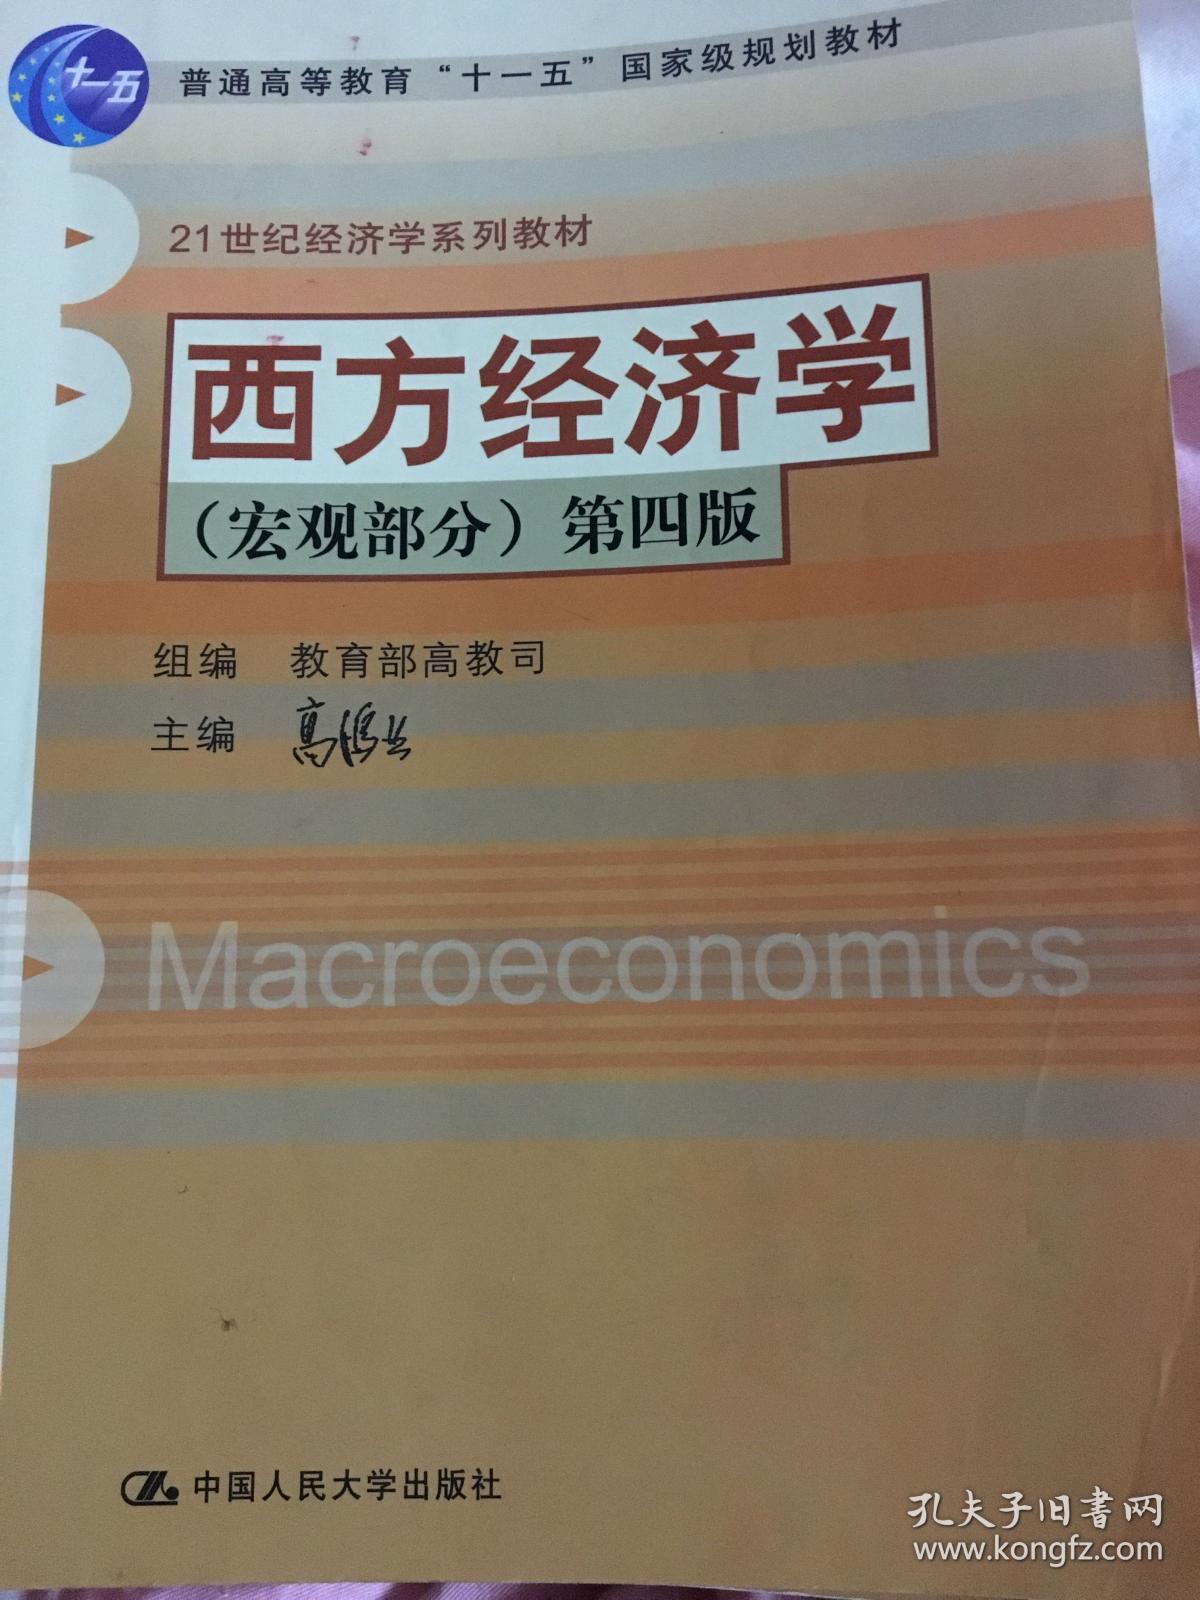 十一五
普通高等教育“十一五”国家级规划教材
21世纪经济学系列教材
西方经济学
（宏观部分）第四版
组编 教育部高教司
主编 高鸿业
Macroeconomics
中国人民大学出版社
孔夫子旧书网
www.kongfz.com